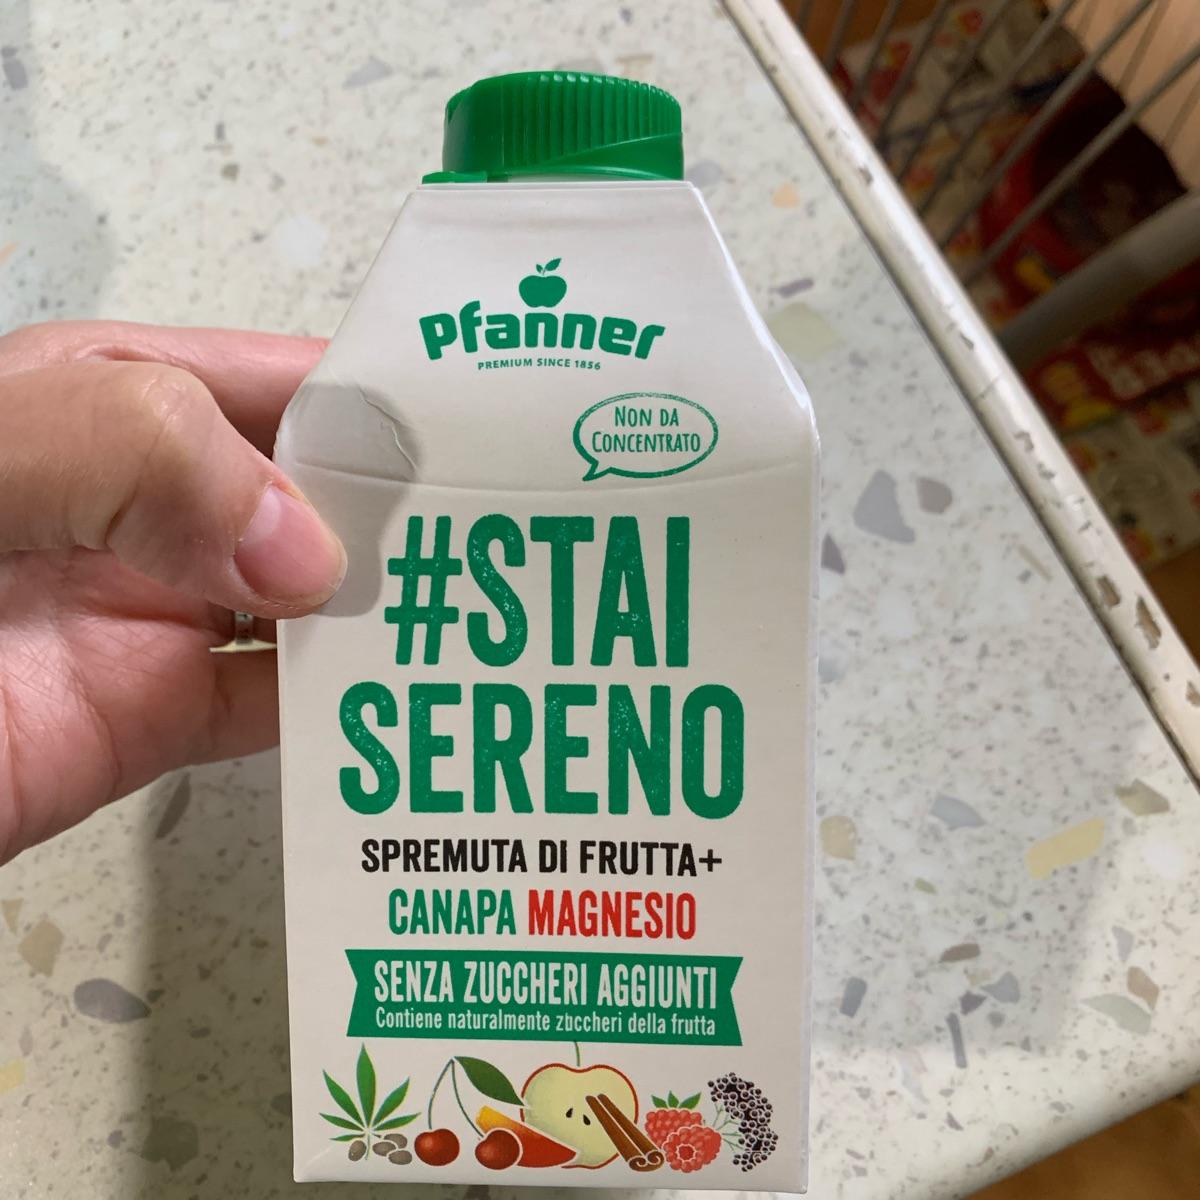 Pfanner
PREMIUM SINCE 1856
NON DA
CONCENTRATO
#STAI
SERENO
SPREMUTA DI FRUTTA+
CANAPA MAGNESIO
SENZA ZUCCHERI AGGIUNTI
Contiene naturalmente zuccheri della frutta